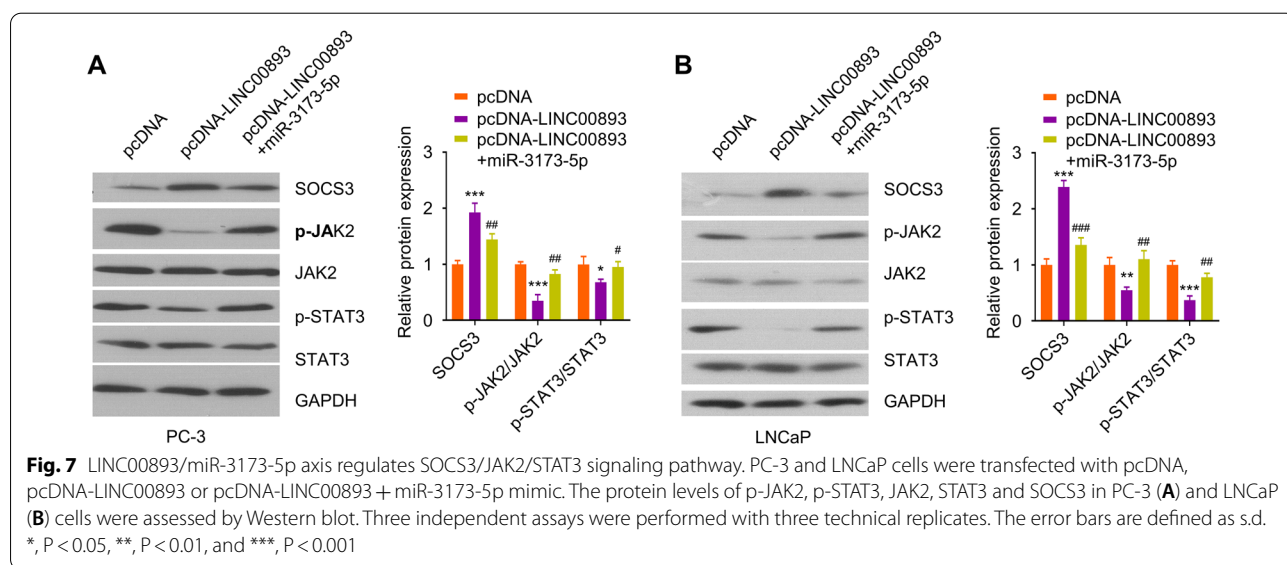 A
pcDNA
pcDNA-LINC00893
pcDNA-LINC00893
+miR-3173-5p
SOCS3
p-JAK2
JAK2
p-STAT3
STAT3
GAPDH
PC-3
pcDNA
pcDNA-LINC00893
pcDNA-LINC00893
+miR-3173-5p
Relative protein expression
3
2
1
0
***
##
***
##
*
#
SOCS3
p-JAK2/JAK2
p-STAT3/STAT3
B
pcDNA
pcDNA-LINC00893
pcDNA-LINC00893
+miR-3173-5p
SOCS3
p-JAK2
JAK2
p-STAT3
STAT3
GAPDH
LNCaP
pcDNA
pcDNA-LINC00893
pcDNA-LINC00893
+miR-3173-5p
Relative protein expression
3
2
1
0
***
###
**
##
***
##
SOCS3
p-JAK2/JAK2
p-STAT3/STAT3
Fig. 7 LINC00893/miR-3173-5p axis regulates SOCS3/JAK2/STAT3 signaling pathway. PC-3 and LNCaP cells were transfected with pcDNA,
pcDNA-LINC00893 or pcDNA-LINC00893 + miR-3173-5p mimic. The protein levels of p-JAK2, p-STAT3, JAK2, STAT3 and SOCS3 in PC-3 (A) and LNCaP
(B) cells were assessed by Western blot. Three independent assays were performed with three technical replicates. The error bars are defined as s.d.
*, P < 0.05, **, P < 0.01, and ***, P < 0.001